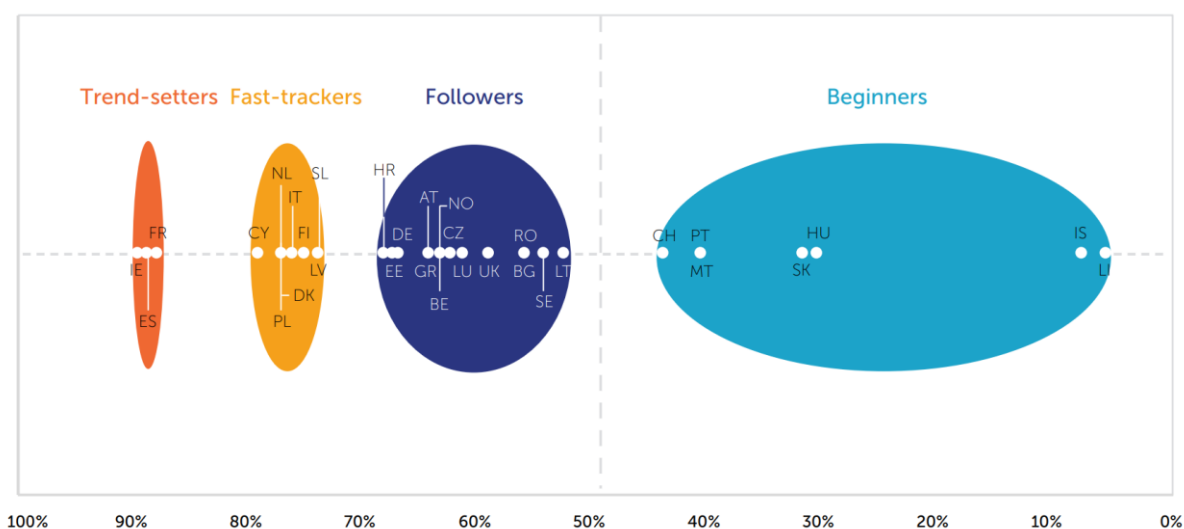 Trend-setters Fast-trackers Followers Beginners
HR
NL SL
IT
AT
NO
FR CY FI DE CZ RO CH PT HU IS
IE LV EE GR LU UK BG LT MT SK LI
DK
BE SE
ES PL
100% 90% 80% 70% 60% 50% 40% 30% 20% 10% 0%